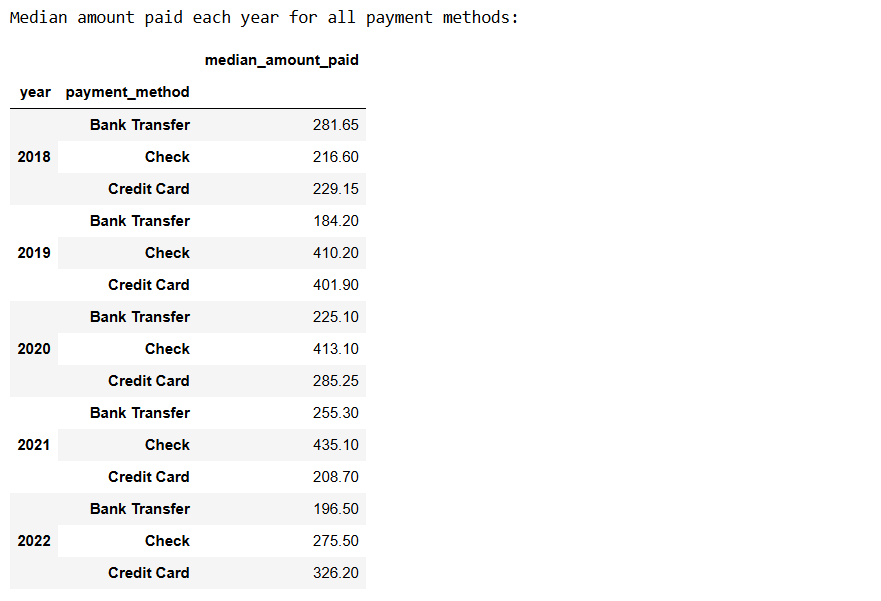 Median amount paid each year for all payment methods:
median_amount_paid
year payment_method
Bank Transfer 281.65
2018 Check 216.60
Credit Card 229.15
Bank Transfer 184.20
2019 Check 410.20
Credit Card 401.90
Bank Transfer 225.10
2020 Check 413.10
Credit Card 285.25
Bank Transfer 255.30
2021 Check 435.10
Credit Card 208.70
Bank Transfer 196.50
2022 Check 275.50
Credit Card 326.20